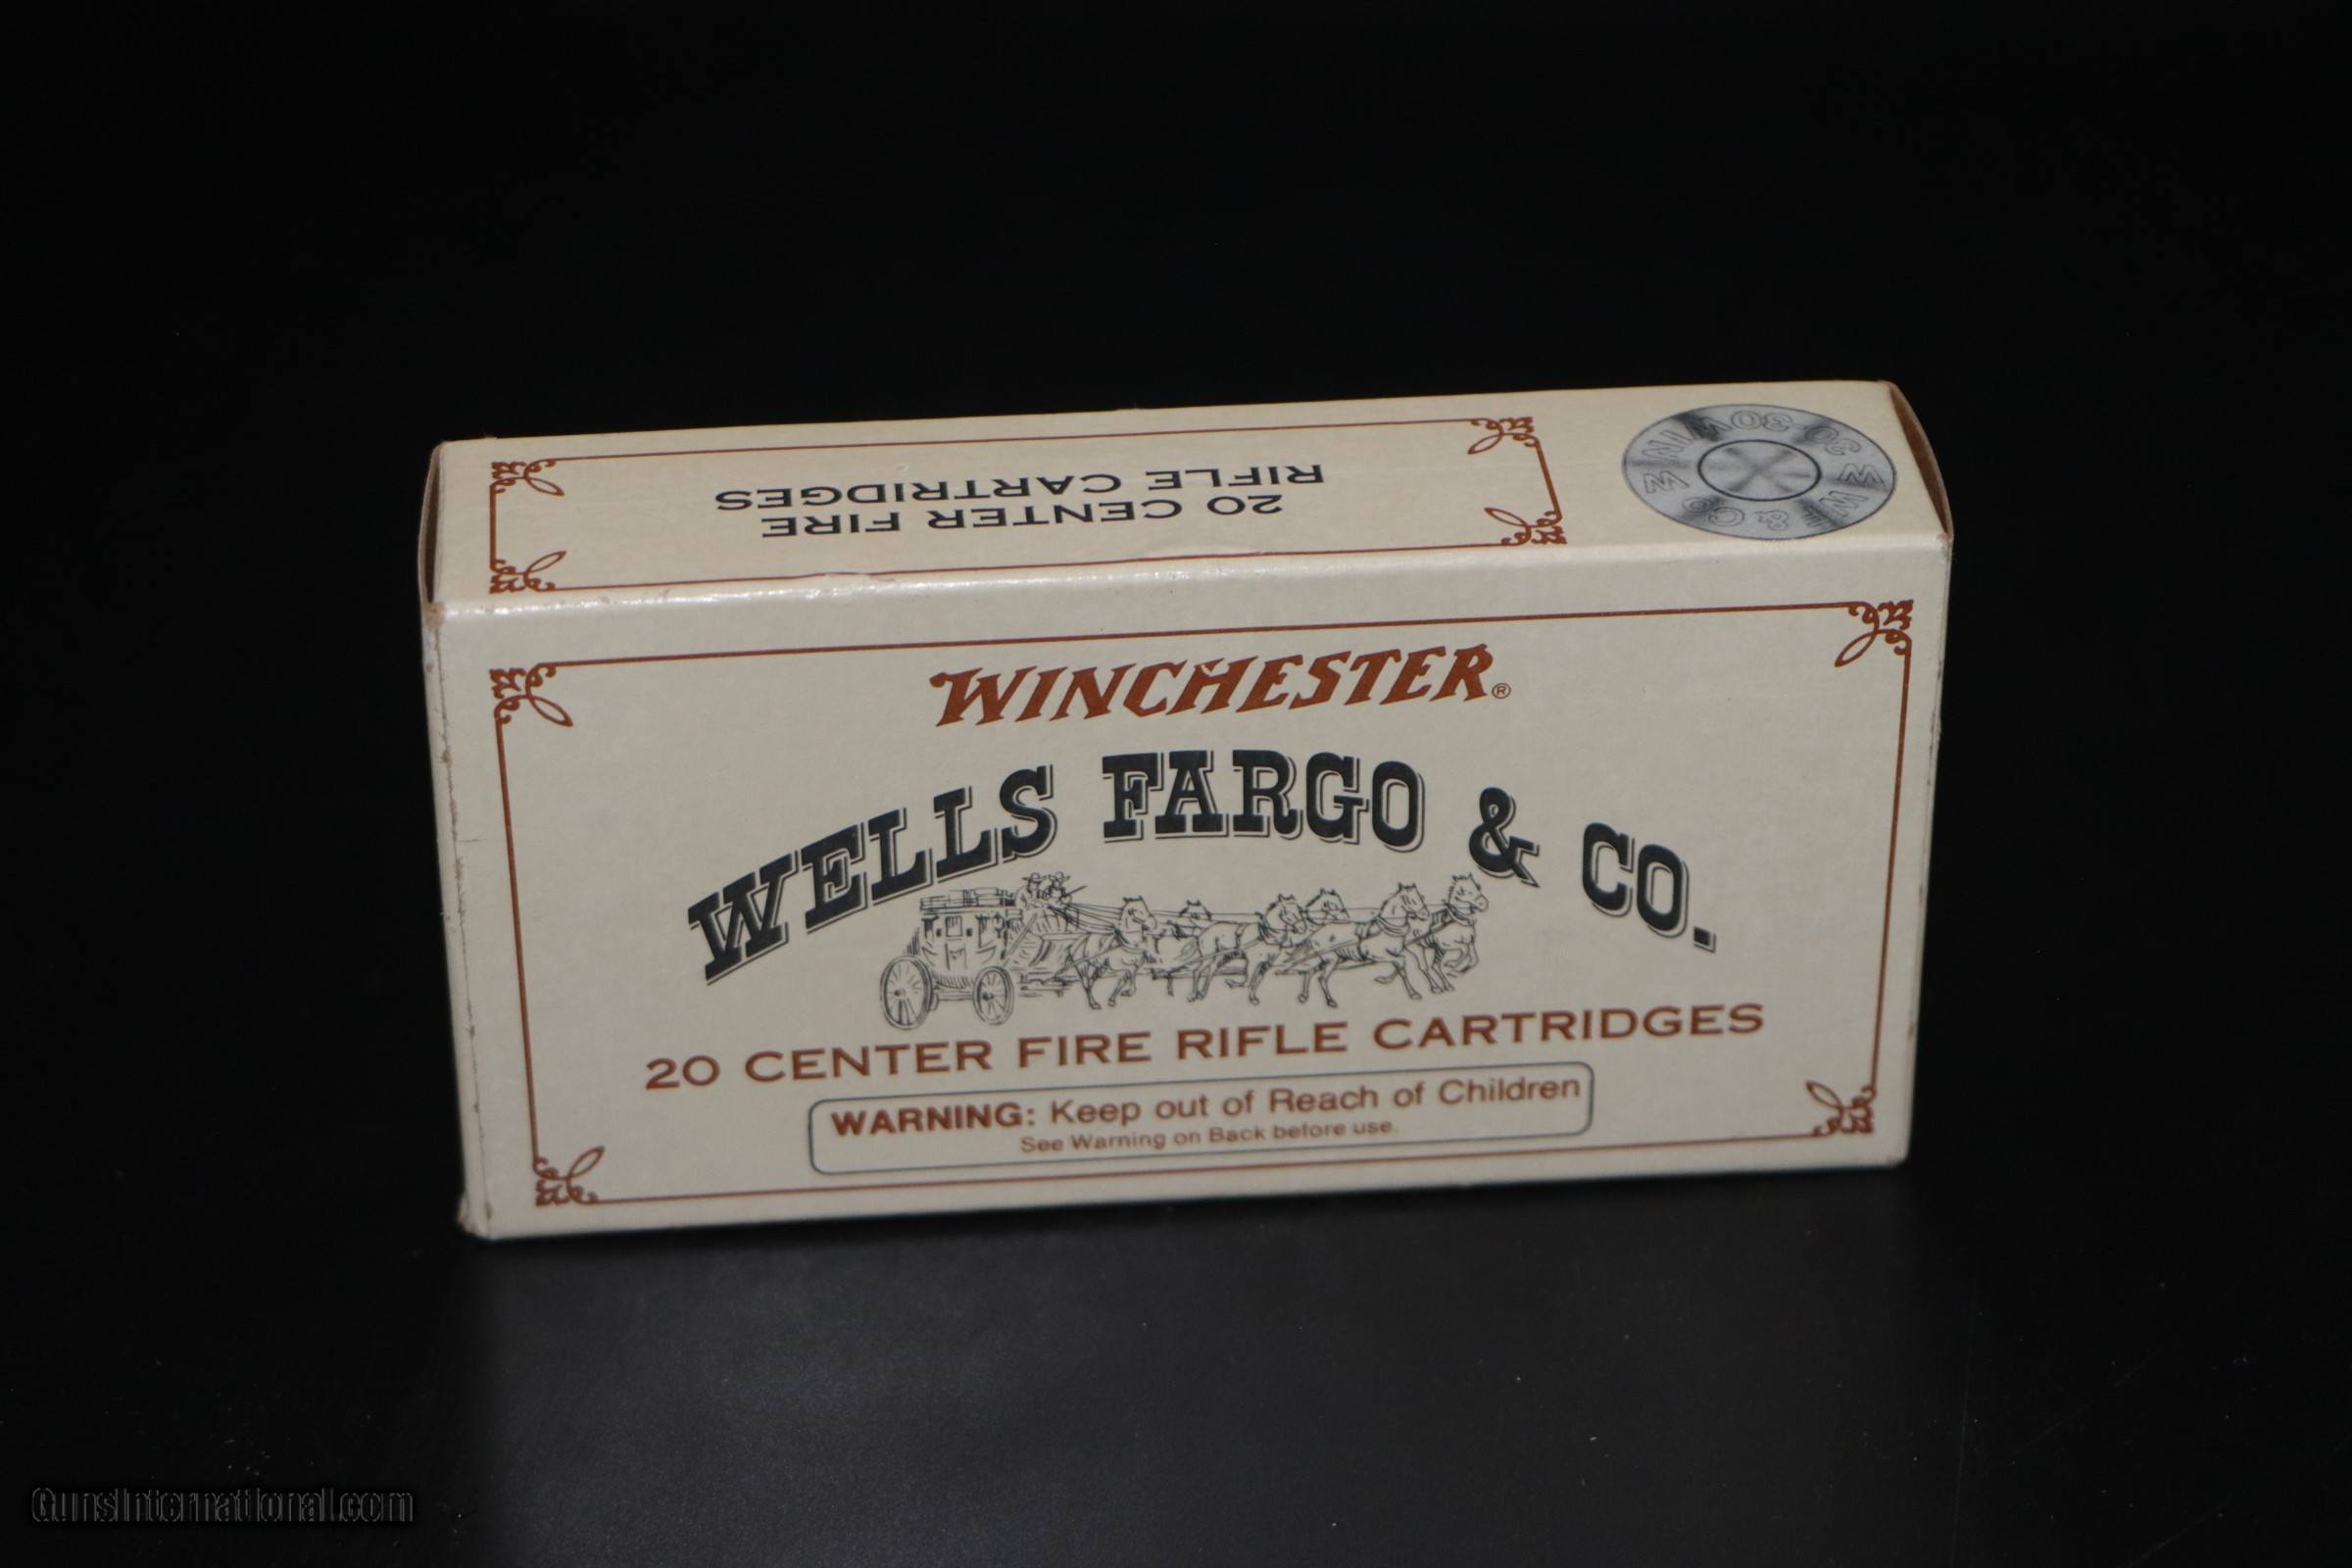 20 CENTER FIRE
RIFLE CARTRIDGES
W F & Co WIN 30 30 W
WINCHESTER®
WELLS FARGO & CO.
20 CENTER FIRE RIFLE CARTRIDGES
WARNING: Keep out of Reach of Children
See Warning on Back before use.
GunsInternational.com